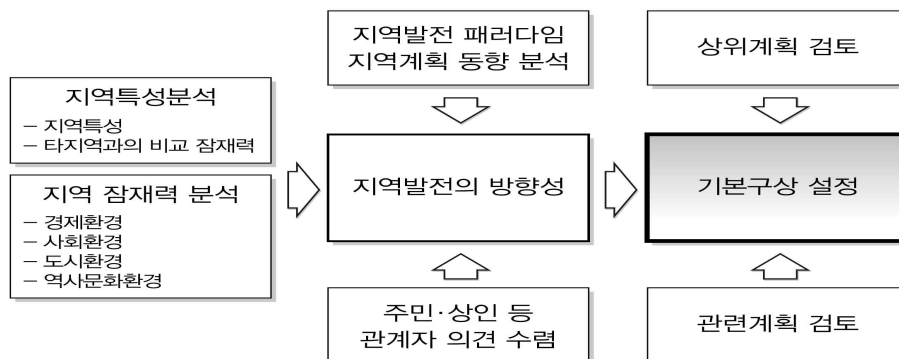 지역발전 패러다임
지역계획 동향 분석
상위계획 검토
지역특성분석
– 지역특성
– 타지역과의 비교 잠재력
지역 잠재력 분석
– 경제환경
– 사회환경
– 도시환경
– 역사문화환경
지역발전의 방향성
기본구상 설정
주민·상인 등
관계자 의견 수렴
관련계획 검토